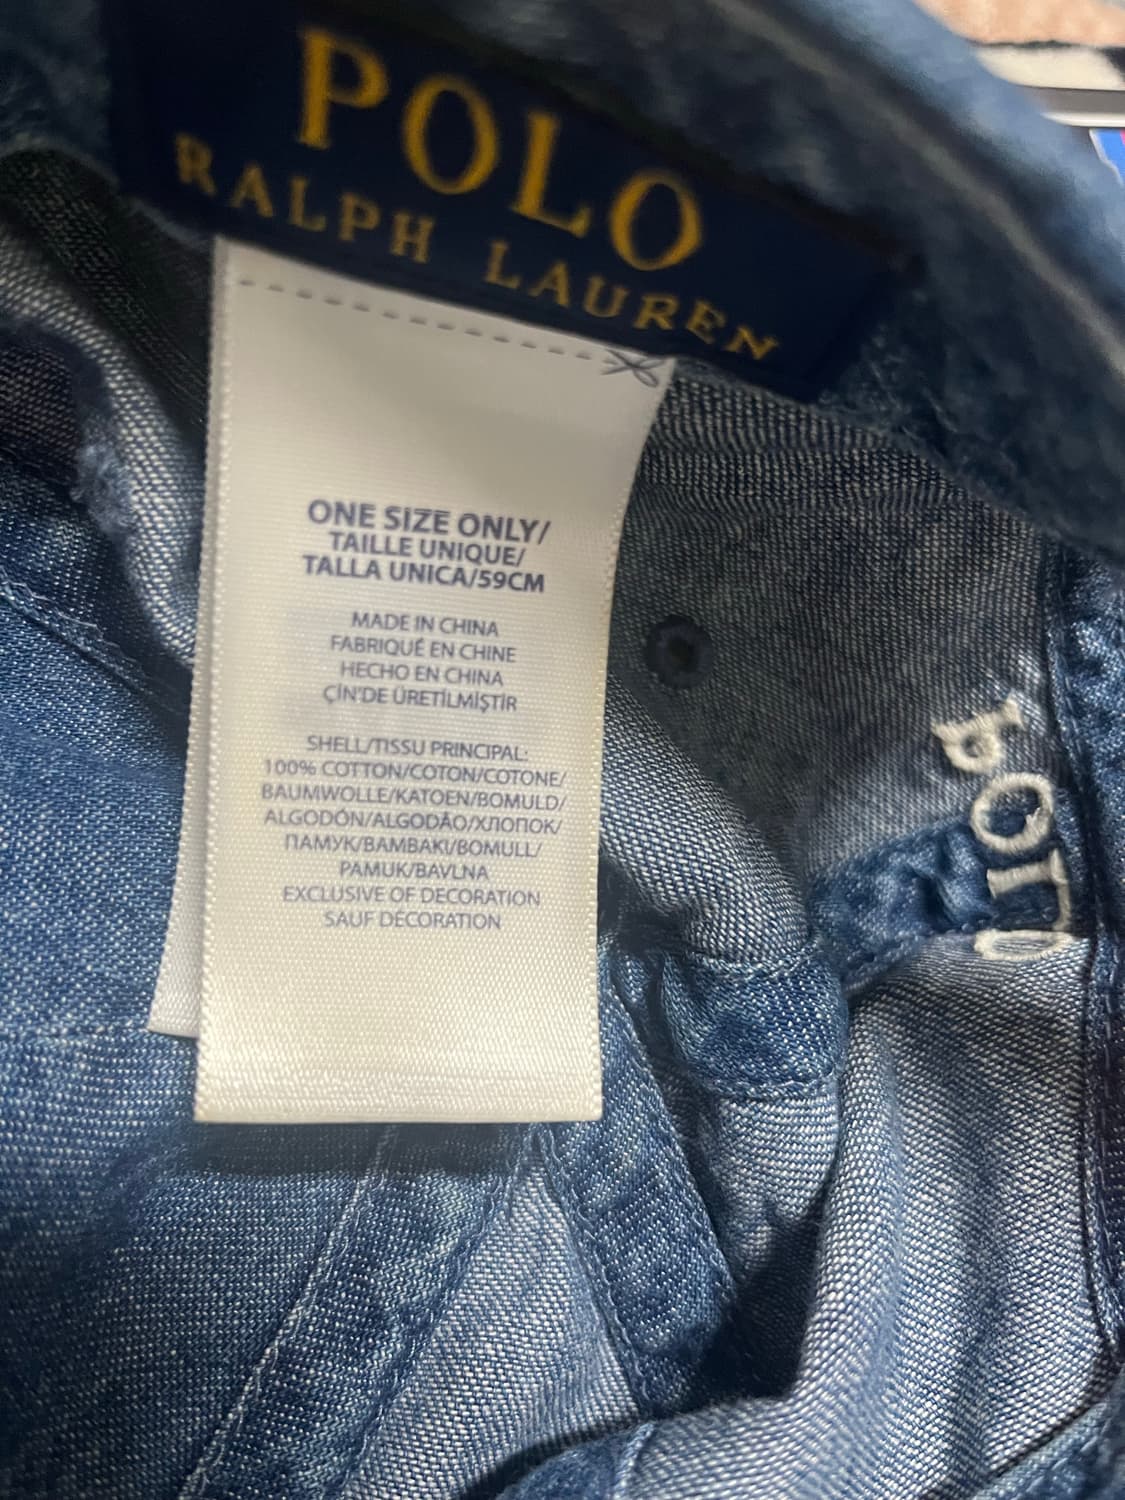 POLO
RALPH LAUREN
ONE SIZE ONLY/
TAILLE UNIQUE/
TALLA UNICA/59CM
MADE IN CHINA
FABRIQUÉ EN CHINE
HECHO EN CHINA
ÇİN'DE ÜRETİLMİŞTİR
SHELL/TISSU PRINCIPAL:
100% COTTON/COTON/COTONE/
BAUMWOLLE/KATOEN/BOMULD/
ALGODÓN/ALGODÃO/ХЛОПОК/
ПАМУК/BAMBAKI/BOMULL/
PAMUK/BAVLNA
EXCLUSIVE OF DECORATION
SAUF DÉCORATION
POLO